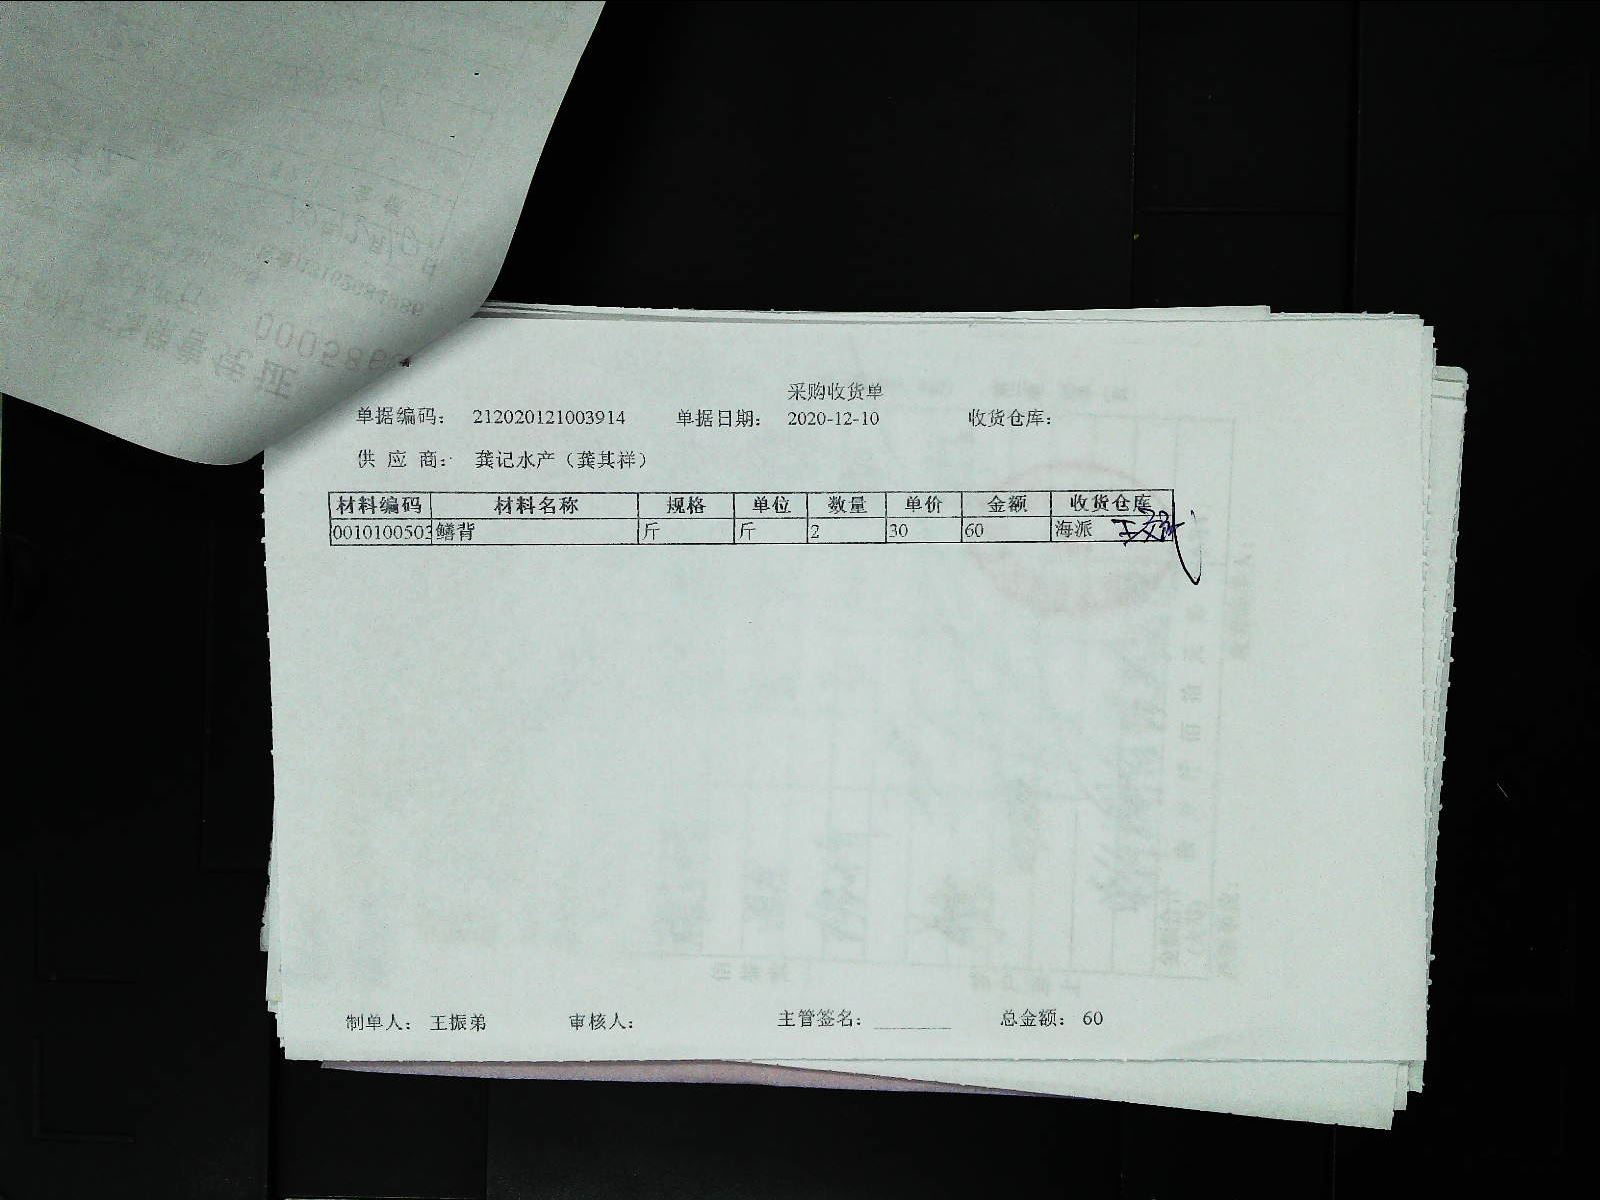 采购收货单
单据编码: 212020121003914 单据日期: 2020-12-10 收货仓库:
供 应 商: 龚记水产（龚其祥）
材料编码 材料名称 规格 单位 数量 单价 金额 收货仓库
0010100503 鳝背 斤 斤 2 30 60 海派
制单人: 王振弟 审核人: 主管签名: ________ 总金额: 60